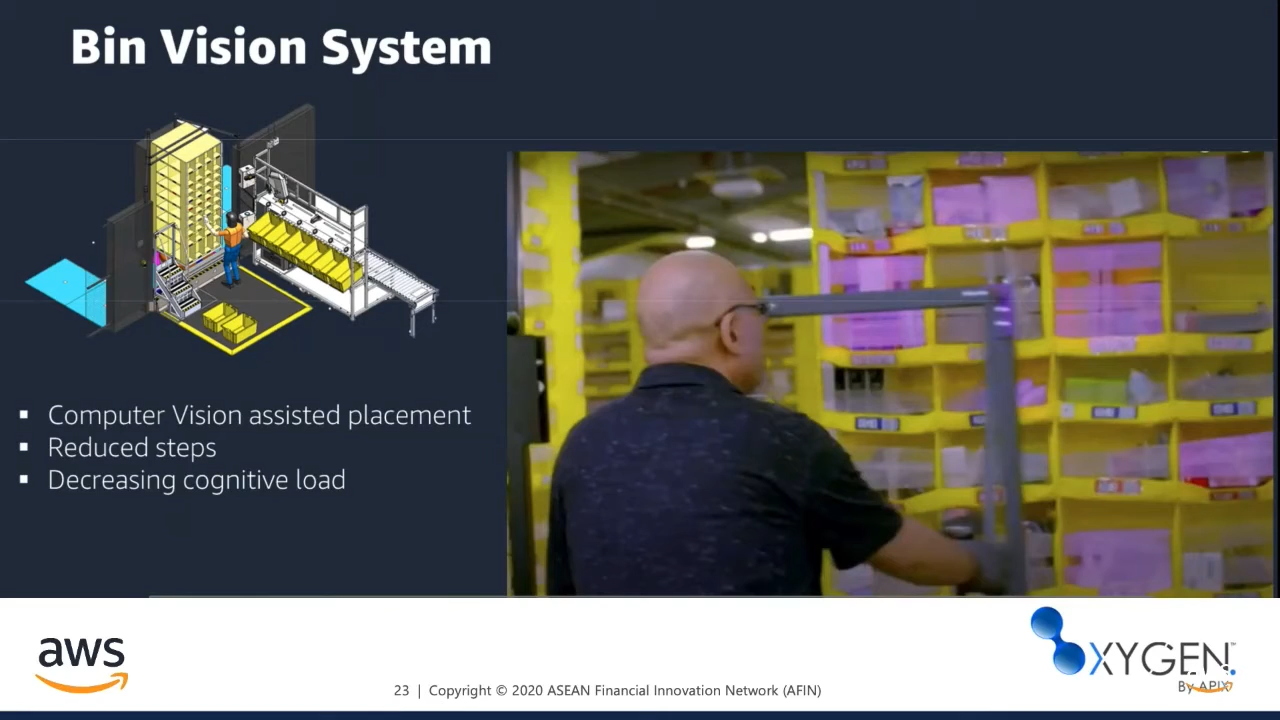 Bin Vision System
▪ Computer Vision assisted placement
▪ Reduced steps
▪ Decreasing cognitive load
aws
XYGEN
By APIX
23 | Copyright © 2020 ASEAN Financial Innovation Network (AFIN)